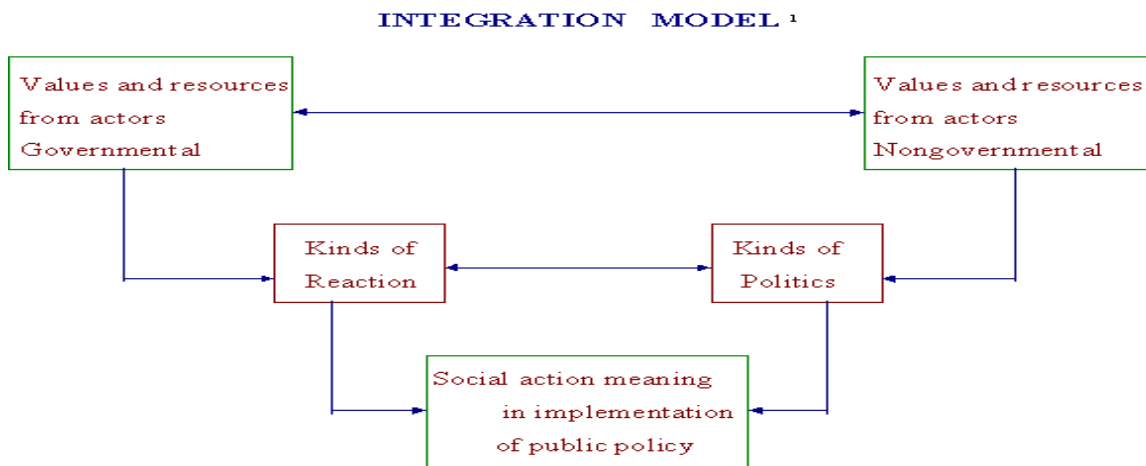 INTEGRATION MODEL 1
Values and resources
from actors
Governmental
Values and resources
from actors
Nongovernmental
Kinds of
Reaction
Kinds of
Politics
Social action meaning
in implementation
of public policy